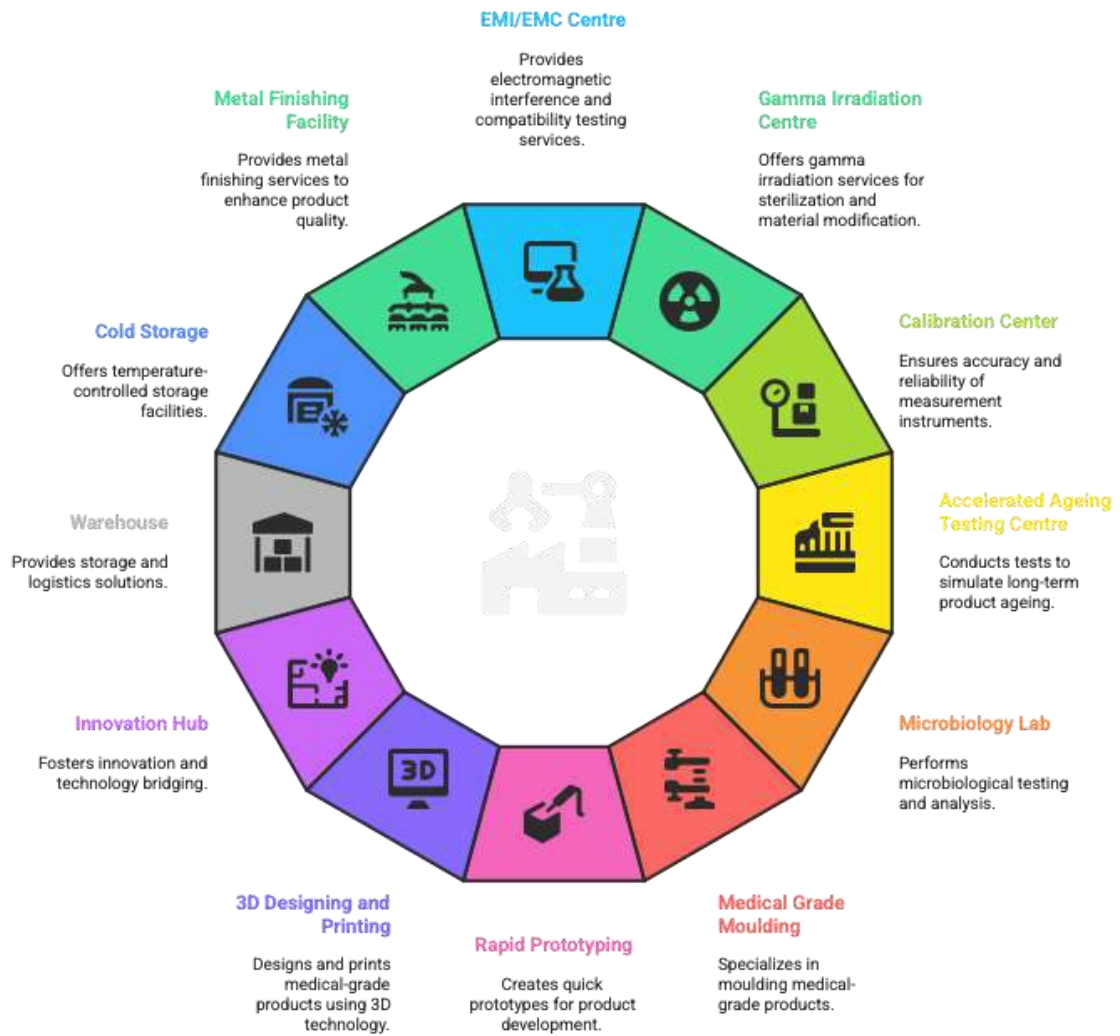 EMI/EMC Centre
Provides
electromagnetic
interference and
compatibility testing
services.
Gamma Irradiation
Centre
Offers gamma
irradiation services for
sterilization and
material modification.
Calibration Center
Ensures accuracy and
reliability of
measurement
instruments.
Accelerated Ageing
Testing Centre
Conducts tests to
simulate long-term
product ageing.
Microbiology Lab
Performs
microbiological testing
and analysis.
Medical Grade
Moulding
Specializes in
moulding medical-
grade products.
Rapid Prototyping
Creates quick
prototypes for product
development.
3D Designing and
Printing
Designs and prints
medical-grade
products using 3D
technology.
3D
Innovation Hub
Fosters innovation and
technology bridging.
Warehouse
Provides storage and
logistics solutions.
Cold Storage
Offers temperature-
controlled storage
facilities.
Metal Finishing
Facility
Provides metal
finishing services to
enhance product
quality.